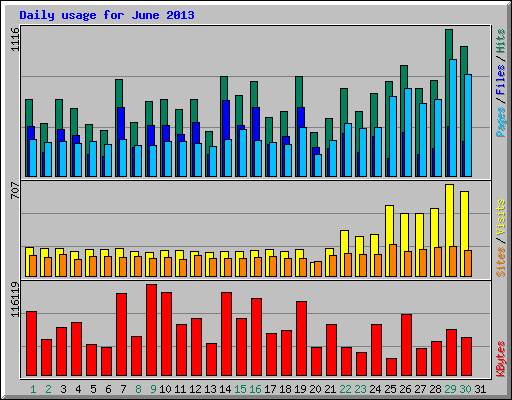 Daily usage for June 2013
1116
Pages / Files / Hits
707
Sites / Visits
116119
KBytes
1 2 3 4 5 6 7 8 9 10 11 12 13 14 15 16 17 18 19 20 21 22 23 24 25 26 27 28 29 30 31